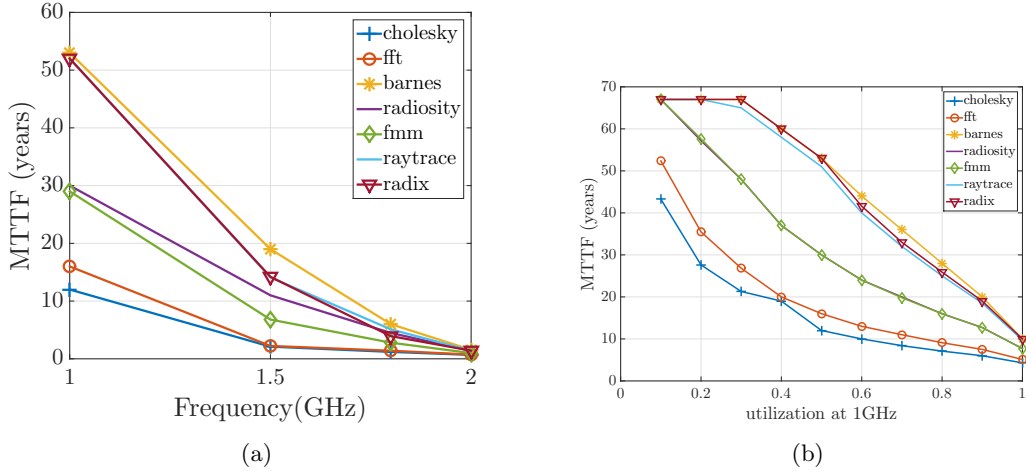 60
50
40
30
20
10
0
MTTF (years)
1
1.5
2
Frequency(GHz)
cholesky
fft
barnes
radiosity
fmm
raytrace
radix
(a)
70
60
50
40
30
20
10
0
MTTF (years)
0
0.2
0.4
0.6
0.8
1
utilization at 1GHz
cholesky
fft
barnes
radiosity
fmm
raytrace
radix
(b)